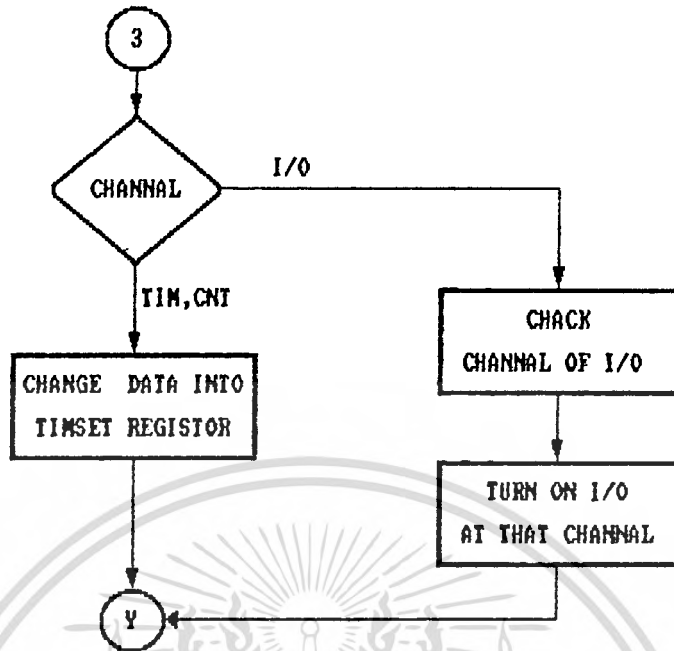 3
CHANNAL
I/O
TIM,CNT
CHACK
CHANNAL OF I/O
CHANGE DATA INTO
TIMSET REGISTOR
TURN ON I/O
AT THAT CHANNAL
Y